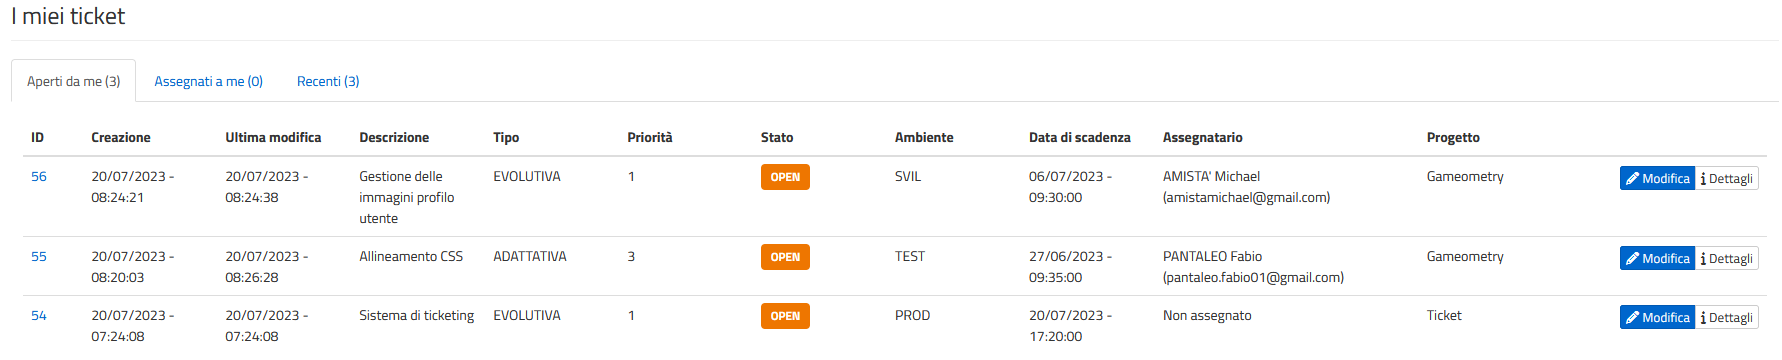 I miei ticket
Aperti da me (3) Assegnati a me (0) Recenti (3)
ID Creazione Ultima modifica Descrizione Tipo Priorità Stato Ambiente Data di scadenza Assegnatario Progetto
56 20/07/2023 - 20/07/2023 - Gestione delle EVOLUTIVA 1 OPEN SVIL 06/07/2023 - AMISTA' Michael Gameometry Modifica Dettagli
08:24:21 08:24:38 immagini profilo 09:30:00 (amistamichael@gmail.com)
utente
55 20/07/2023 - 20/07/2023 - Allineamento CSS ADATTATIVA 3 OPEN TEST 27/06/2023 - PANTALEO Fabio Gameometry Modifica Dettagli
08:20:03 08:26:28 09:35:00 (pantaleo.fabio01@gmail.com)
54 20/07/2023 - 20/07/2023 - Sistema di ticketing EVOLUTIVA 1 OPEN PROD 20/07/2023 - Non assegnato Ticket Modifica Dettagli
07:24:08 07:24:08 17:20:00